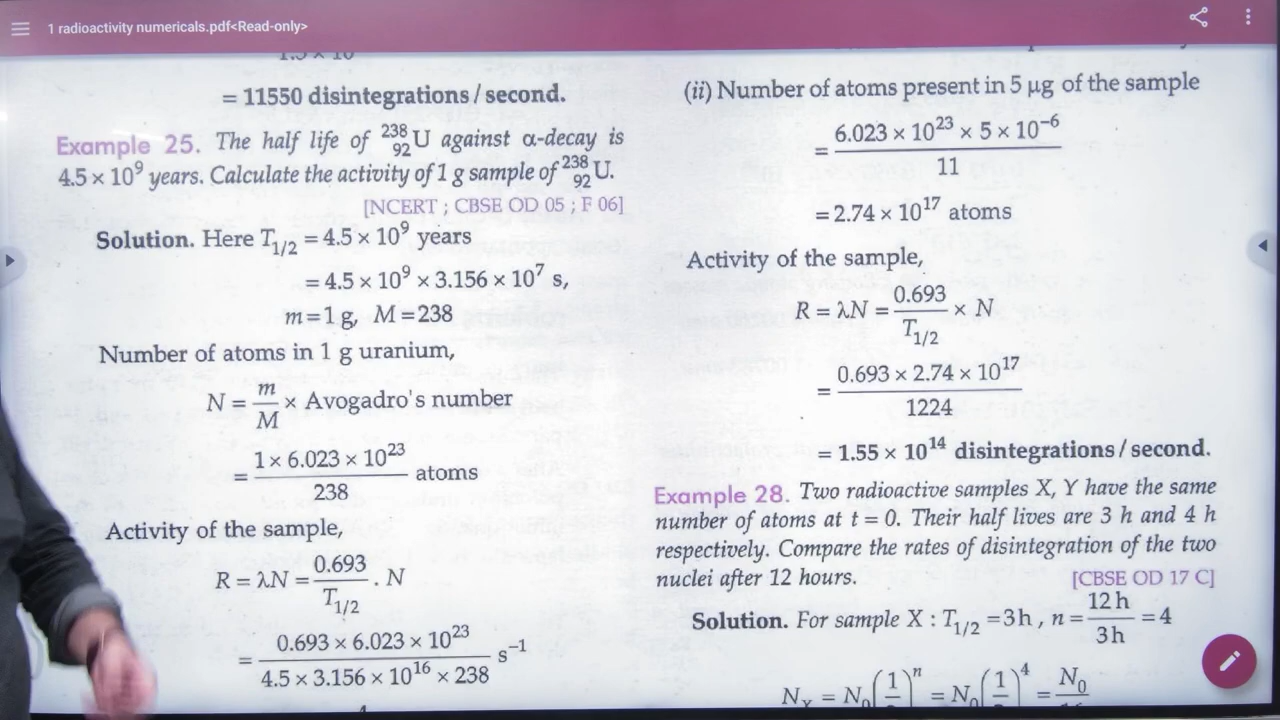 1 radioactivity numericals.pdf<Read-only>
= 11550 disintegrations / second.
Example 25. The half life of ²³⁸₉₂U against α-decay is
4.5 × 10⁹ years. Calculate the activity of 1 g sample of ²³⁸₉₂U.
[NCERT ; CBSE OD 05 ; F 06]
Solution. Here T₁/₂ = 4.5 × 10⁹ years
= 4.5 × 10⁹ × 3.156 × 10⁷ s,
m=1 g, M=238
Number of atoms in 1 g uranium,
N = m/M × Avogadro's number
= 1 × 6.023 × 10²³ / 238 atoms
Activity of the sample,
R = λN = 0.693 / T₁/₂ . N
= 0.693 × 6.023 × 10²³ / 4.5 × 3.156 × 10¹⁶ × 238 s⁻¹
(ii) Number of atoms present in 5 μg of the sample
= 6.023 × 10²³ × 5 × 10⁻⁶ / 11
= 2.74 × 10¹⁷ atoms
Activity of the sample,
R = λN = 0.693 / T₁/₂ × N
= 0.693 × 2.74 × 10¹⁷ / 1224
= 1.55 × 10¹⁴ disintegrations / second.
Example 28. Two radioactive samples X, Y have the same
number of atoms at t = 0. Their half lives are 3 h and 4 h
respectively. Compare the rates of disintegration of the two
nuclei after 12 hours. [CBSE OD 17 C]
Solution. For sample X : T₁/₂ =3h , n = 12 h / 3 h = 4